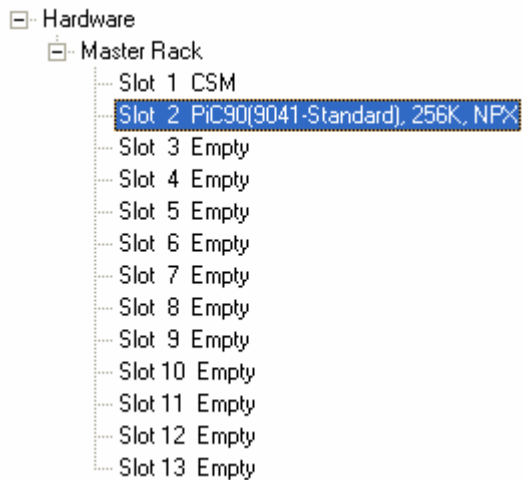 Hardware
Master Rack
Slot 1 CSM
Slot 2 PiC90(9041-Standard), 256K, NPX
Slot 3 Empty
Slot 4 Empty
Slot 5 Empty
Slot 6 Empty
Slot 7 Empty
Slot 8 Empty
Slot 9 Empty
Slot 10 Empty
Slot 11 Empty
Slot 12 Empty
Slot 13 Empty